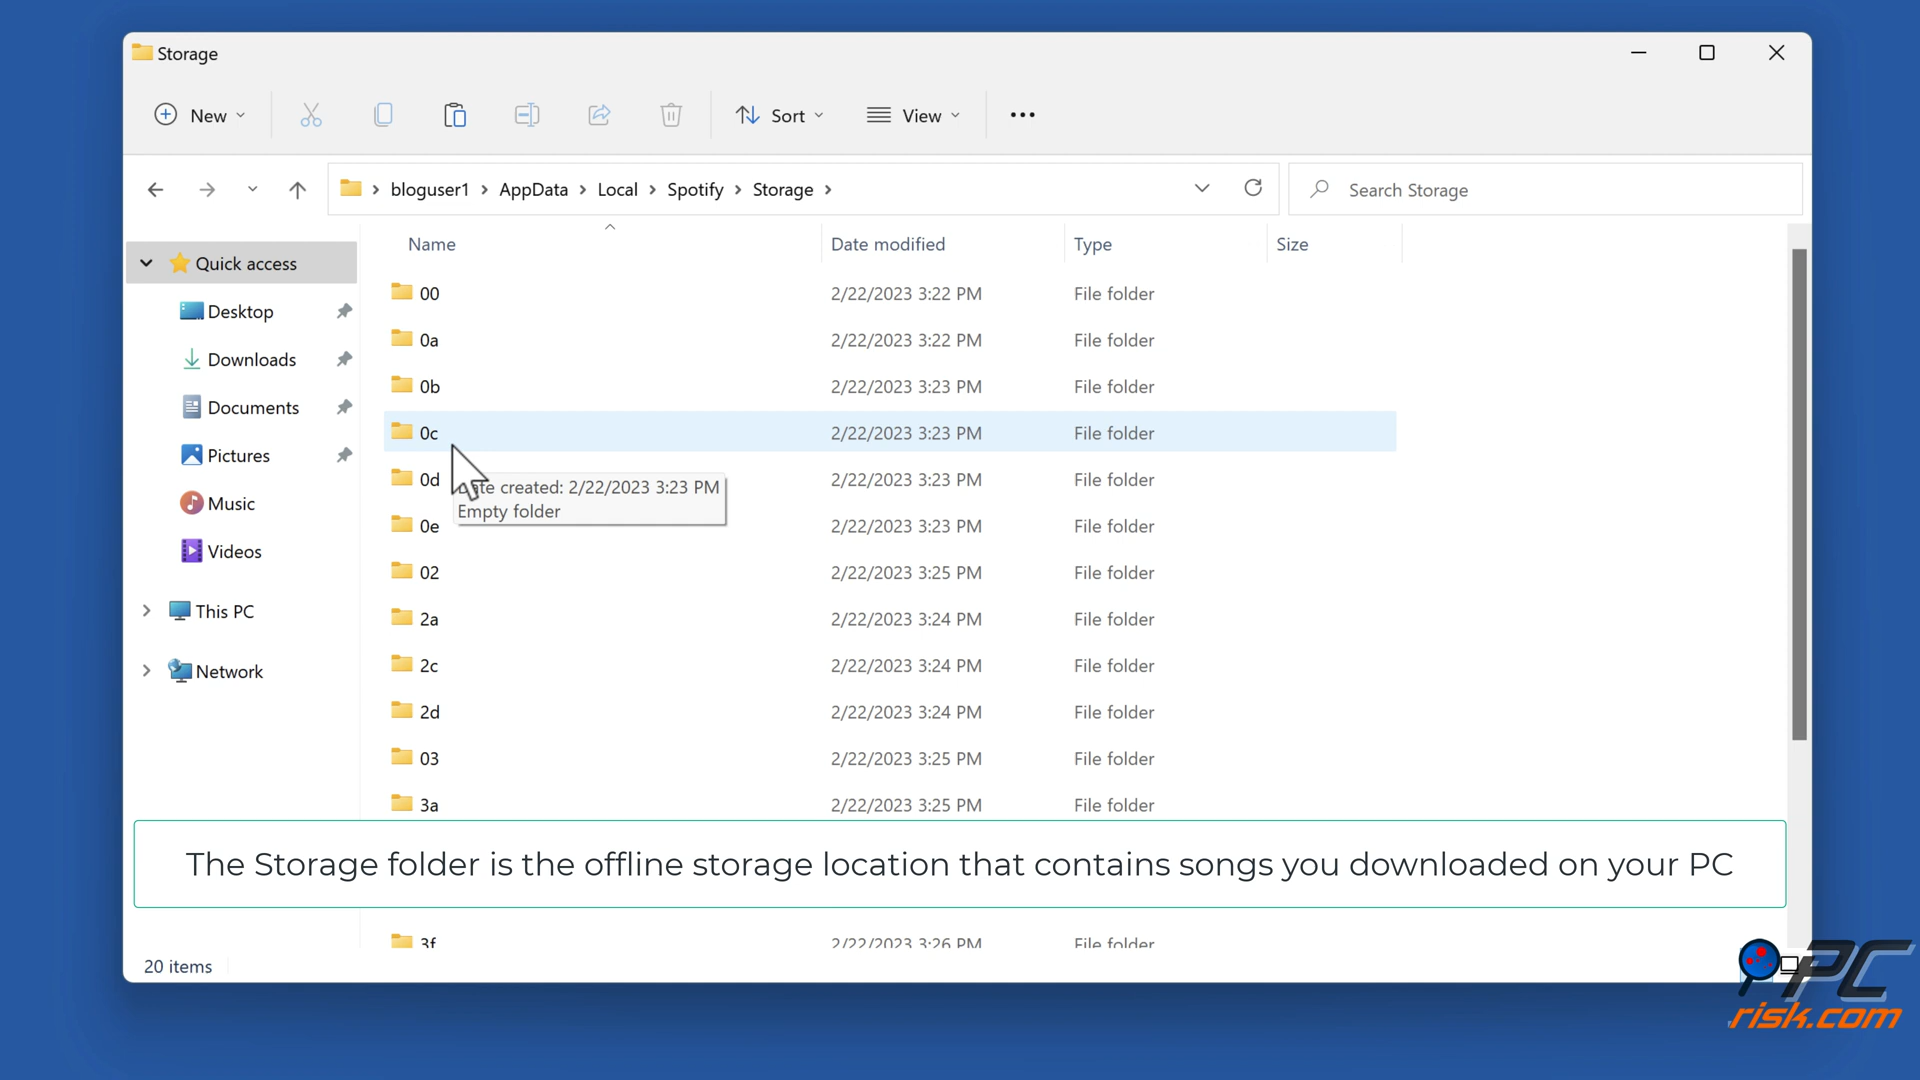 Storage
New
Sort
View
bloguser1 > AppData > Local > Spotify > Storage >
Search Storage
Name Date modified Type Size
Quick access
Desktop
Downloads
Documents
Pictures
Music
Videos
This PC
Network
00 2/22/2023 3:22 PM File folder
0a 2/22/2023 3:22 PM File folder
0b 2/22/2023 3:23 PM File folder
0c 2/22/2023 3:23 PM File folder
0d 2/22/2023 3:23 PM File folder
ate created: 2/22/2023 3:23 PM
Empty folder
0e 2/22/2023 3:23 PM File folder
02 2/22/2023 3:25 PM File folder
2a 2/22/2023 3:24 PM File folder
2c 2/22/2023 3:24 PM File folder
2d 2/22/2023 3:24 PM File folder
03 2/22/2023 3:25 PM File folder
3a 2/22/2023 3:25 PM File folder
The Storage folder is the offline storage location that contains songs you downloaded on your PC
3f 2/22/2023 3:26 PM File folder
20 items
PC
risk.com